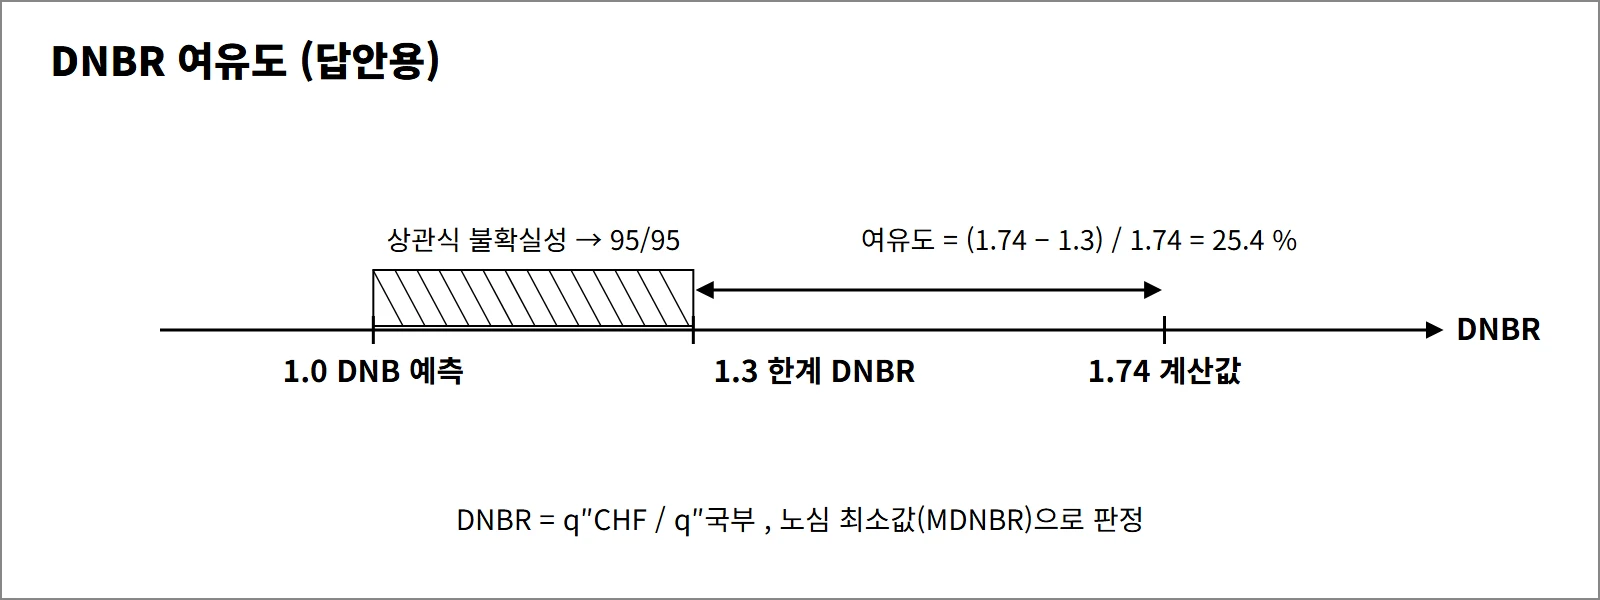 DNBR 여유도 (답안용)
상관식 불확실성 → 95/95
여유도 = (1.74 − 1.3) / 1.74 = 25.4 %
DNBR
1.0 DNB 예측
1.3 한계 DNBR
1.74 계산값
DNBR = q″CHF / q″국부 , 노심 최소값(MDNBR)으로 판정